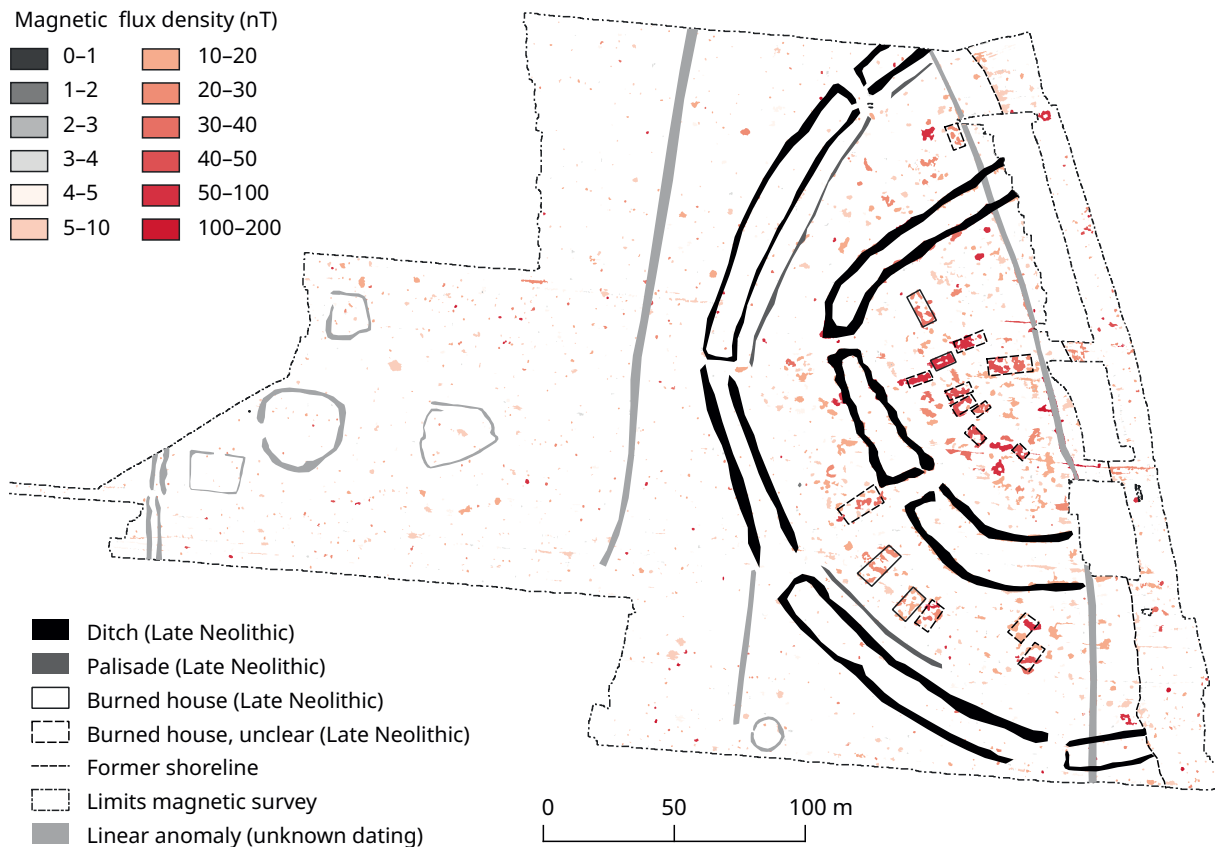 Magnetic flux density (nT)
0–1
1–2
2–3
3–4
4–5
5–10
10–20
20–30
30–40
40–50
50–100
100–200
Ditch (Late Neolithic)
Palisade (Late Neolithic)
Burned house (Late Neolithic)
Burned house, unclear (Late Neolithic)
Former shoreline
Limits magnetic survey
Linear anomaly (unknown dating)
0 50 100 m